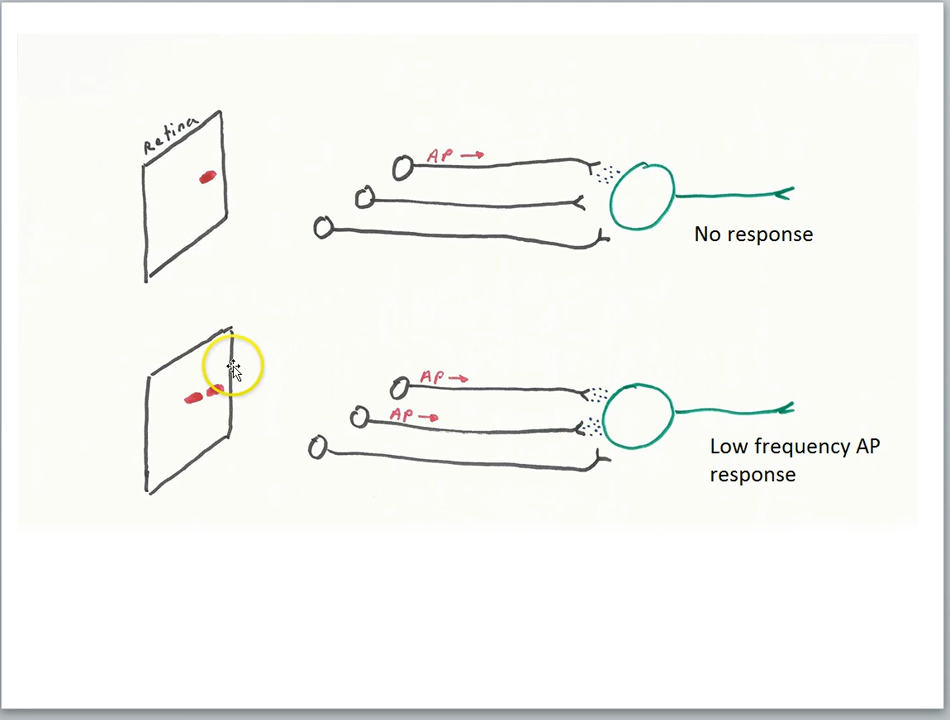 Retina
AP
No response
AP
AP
Low frequency AP
response